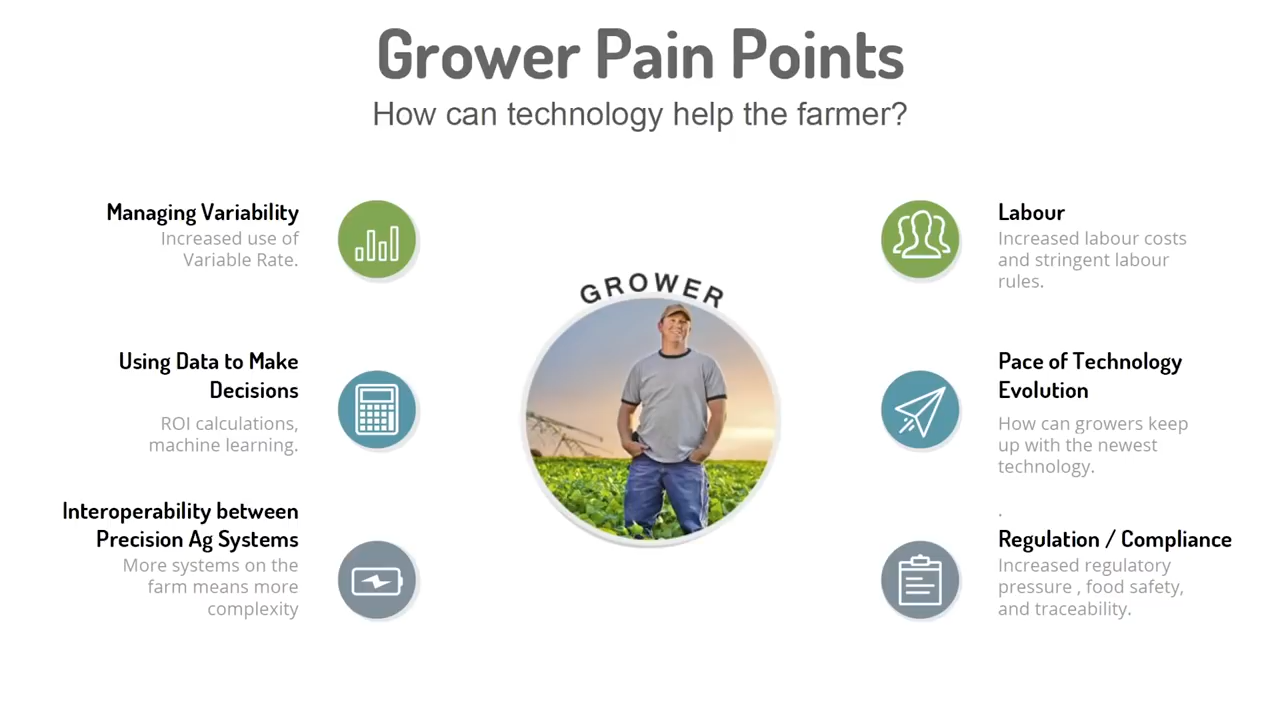 Grower Pain Points
How can technology help the farmer?
Managing Variability
Increased use of
Variable Rate.
Using Data to Make
Decisions
ROI calculations,
machine learning.
Interoperability between
Precision Ag Systems
More systems on the
farm means more
complexity
GROWER
Labour
Increased labour costs
and stringent labour
rules.
Pace of Technology
Evolution
How can growers keep
up with the newest
technology.
.
Regulation / Compliance
Increased regulatory
pressure , food safety,
and traceability.